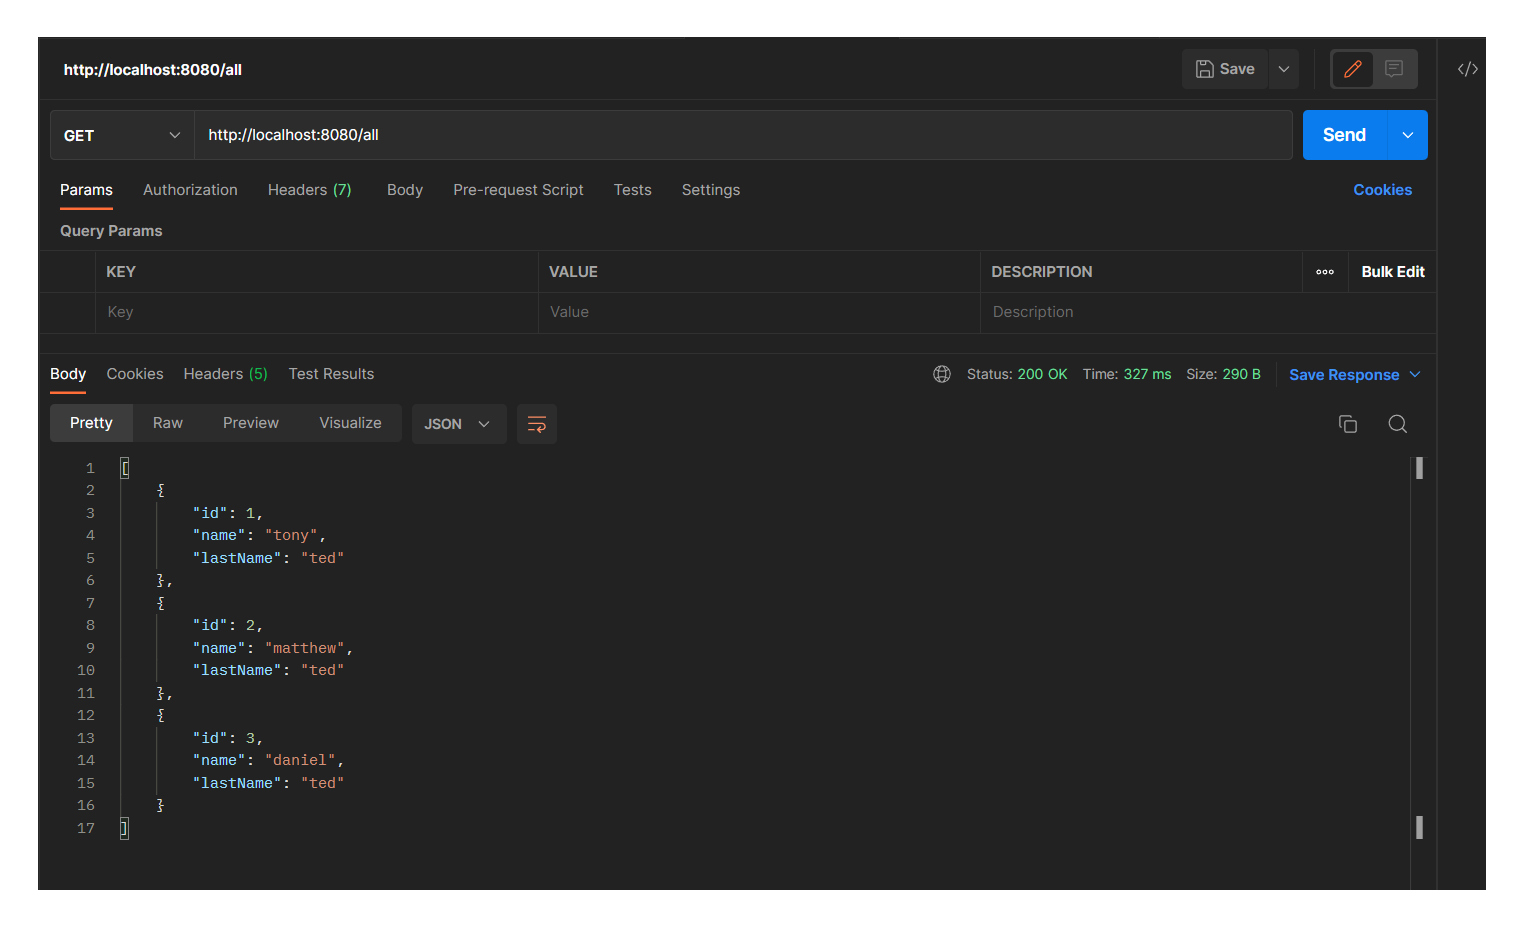 http://localhost:8080/all
Save
</>
GET
http://localhost:8080/all
Send
Params Authorization Headers (7) Body Pre-request Script Tests Settings Cookies
Query Params
KEY VALUE DESCRIPTION ooo Bulk Edit
Key Value Description
Body Cookies Headers (5) Test Results Status: 200 OK Time: 327 ms Size: 290 B Save Response
Pretty Raw Preview Visualize JSON
1 [
2 {
3 "id": 1,
4 "name": "tony",
5 "lastName": "ted"
6 },
7 {
8 "id": 2,
9 "name": "matthew",
10 "lastName": "ted"
11 },
12 {
13 "id": 3,
14 "name": "daniel",
15 "lastName": "ted"
16 }
17 ]